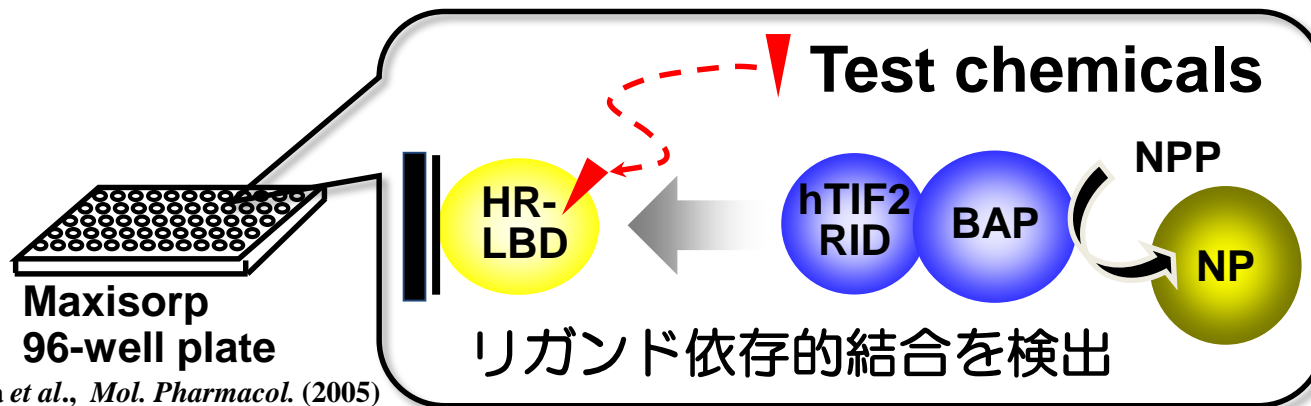 Test chemicals
NPP
HR-
LBD
hTIF2
RID
BAP
NP
リガンド依存的結合を検出
Maxisorp
96-well plate
et al., Mol. Pharmacol. (2005)